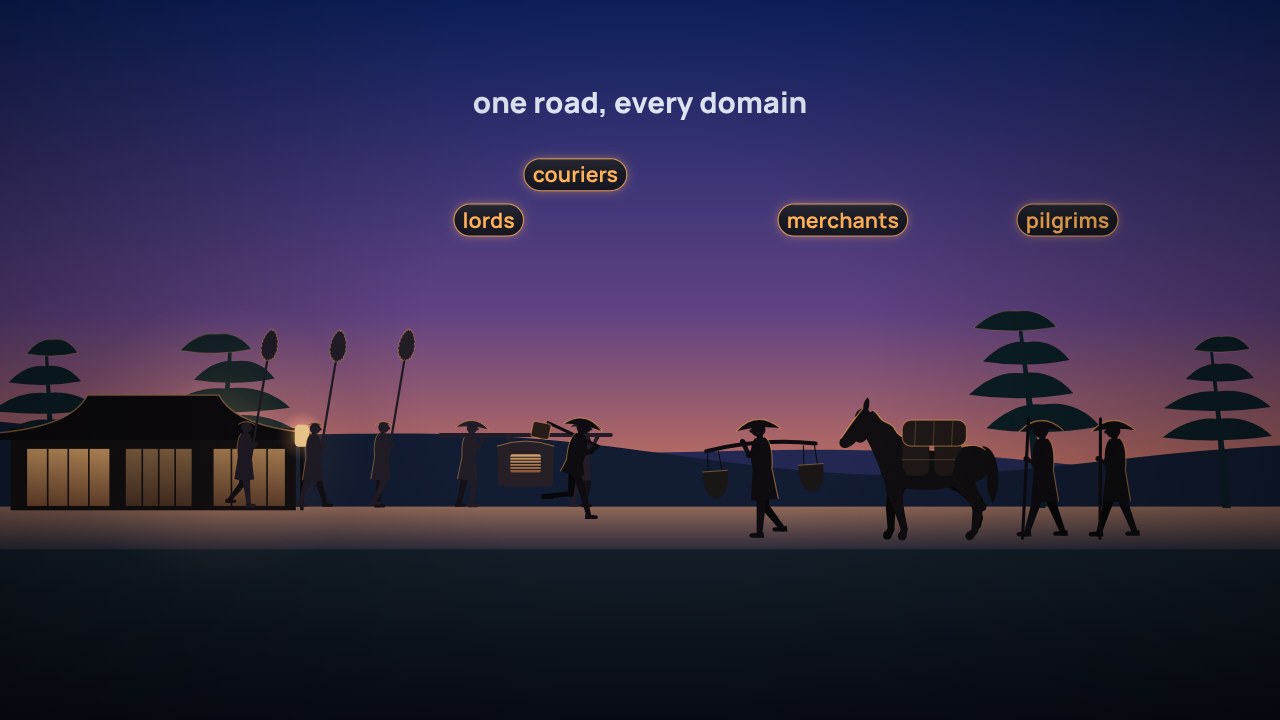 one road, every domain
couriers
lords
merchants
pilgrims